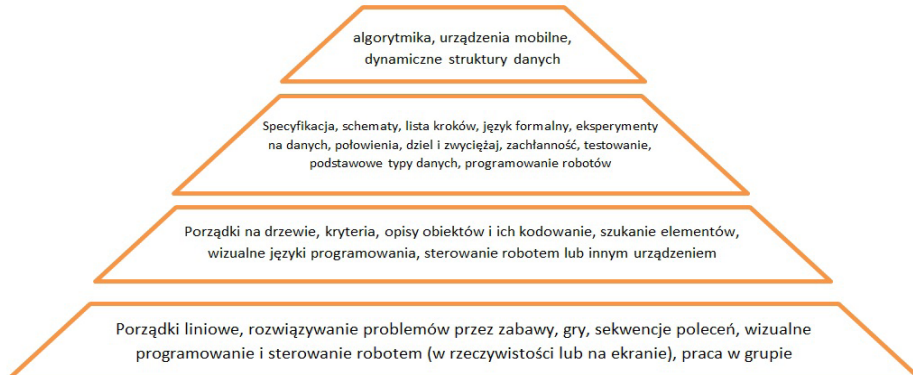 algorytmika, urządzenia mobilne,
dynamiczne struktury danych
Specyfikacja, schematy, lista kroków, język formalny, eksperymenty
na danych, połowienia, dziel i zwyciężaj, zachłanność, testowanie,
podstawowe typy danych, programowanie robotów
Porządki na drzewie, kryteria, opisy obiektów i ich kodowanie, szukanie elementów,
wizualne języki programowania, sterowanie robotem lub innym urządzeniem
Porządki liniowe, rozwiązywanie problemów przez zabawy, gry, sekwencje poleceń, wizualne
programowanie i sterowanie robotem (w rzeczywistości lub na ekranie), praca w grupie